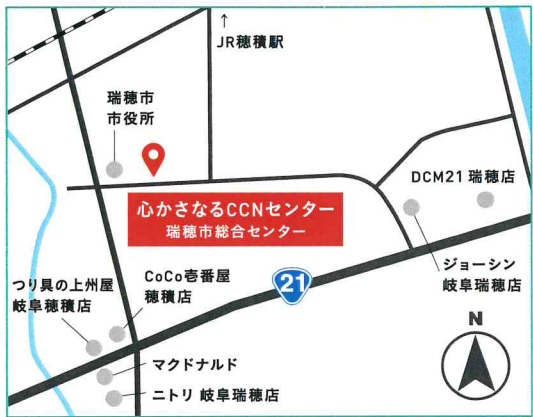 ↑
JR穂積駅
瑞穂市
市役所
DCM21 瑞穂店
心かさなるCCNセンター
瑞穂市総合センター
ジョーシン
岐阜瑞穂店
CoCo壱番屋
穂積店
つり具の上州屋
岐阜穂積店
21
N
マクドナルド
ニトリ 岐阜瑞穂店